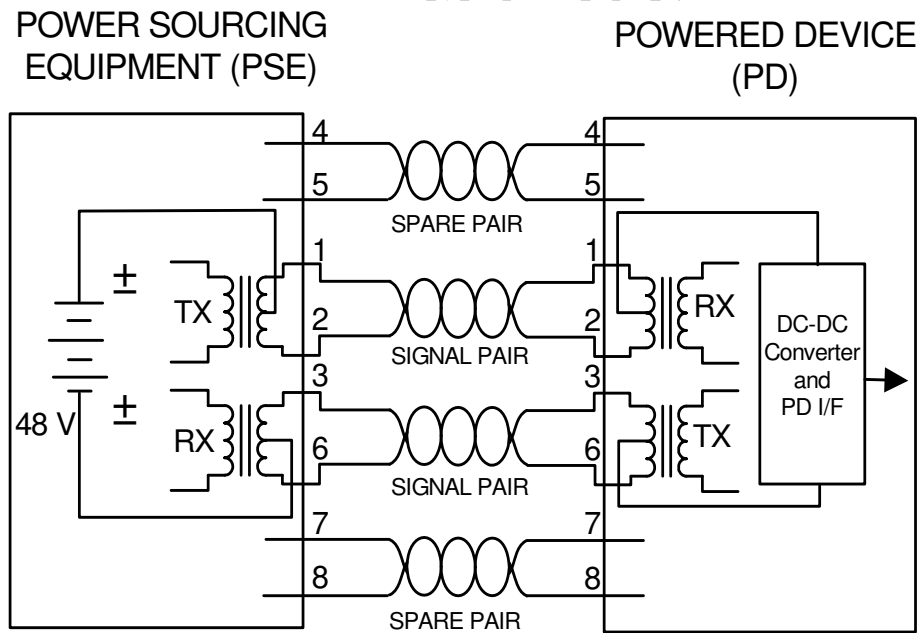 POWER SOURCING
EQUIPMENT (PSE)
POWERED DEVICE
(PD)
4
4
5
5
SPARE PAIR
1
1
±
TX
2
2
RX
SIGNAL PAIR
DC-DC
Converter
and
PD I/F
3
3
48 V
±
RX
6
6
TX
SIGNAL PAIR
7
7
8
8
SPARE PAIR